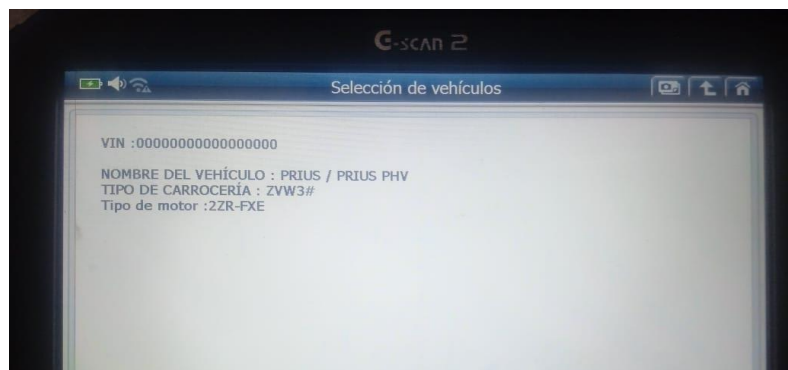 G-scan 2
Selección de vehículos
VIN :00000000000000000
NOMBRE DEL VEHÍCULO : PRIUS / PRIUS PHV
TIPO DE CARROCERÍA : ZVW3#
Tipo de motor :2ZR-FXE